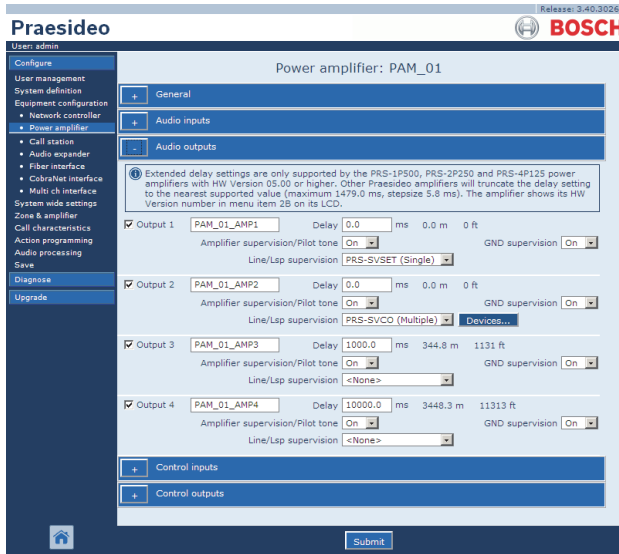 Release: 3.40.3026
Praesideo
BOSCH
User: admin
Configure
User management
System definition
Equipment configuration
• Network controller
• Power amplifier
• Call station
• Audio expander
• Fiber interface
• CobraNet interface
• Multi ch interface
System wide settings
Zone & amplifier
Call characteristics
Action programming
Audio processing
Save
Diagnose
Upgrade
Power amplifier: PAM_01
+ General
+ Audio inputs
- Audio outputs
Extended delay settings are only supported by the PRS-1P500, PRS-2P250 and PRS-4P125 power
amplifiers with HW Version 05.00 or higher. Other Praesideo amplifiers will truncate the delay setting
to the nearest supported value (maximum 1479.0 ms, stepsize 5.8 ms). The amplifier shows its HW
Version number in menu item 2B on its LCD.
Output 1 PAM_01_AMP1 Delay 0.0 ms 0.0 m 0 ft
Amplifier supervision/Pilot tone On GND supervision On
Line/Lsp supervision PRS-SVSET (Single)
Output 2 PAM_01_AMP2 Delay 0.0 ms 0.0 m 0 ft
Amplifier supervision/Pilot tone On GND supervision On
Line/Lsp supervision PRS-SVCO (Multiple) Devices...
Output 3 PAM_01_AMP3 Delay 1000.0 ms 344.8 m 1131 ft
Amplifier supervision/Pilot tone On GND supervision On
Line/Lsp supervision <None>
Output 4 PAM_01_AMP4 Delay 10000.0 ms 3448.3 m 11313 ft
Amplifier supervision/Pilot tone On GND supervision On
Line/Lsp supervision <None>
+ Control inputs
+ Control outputs
Submit